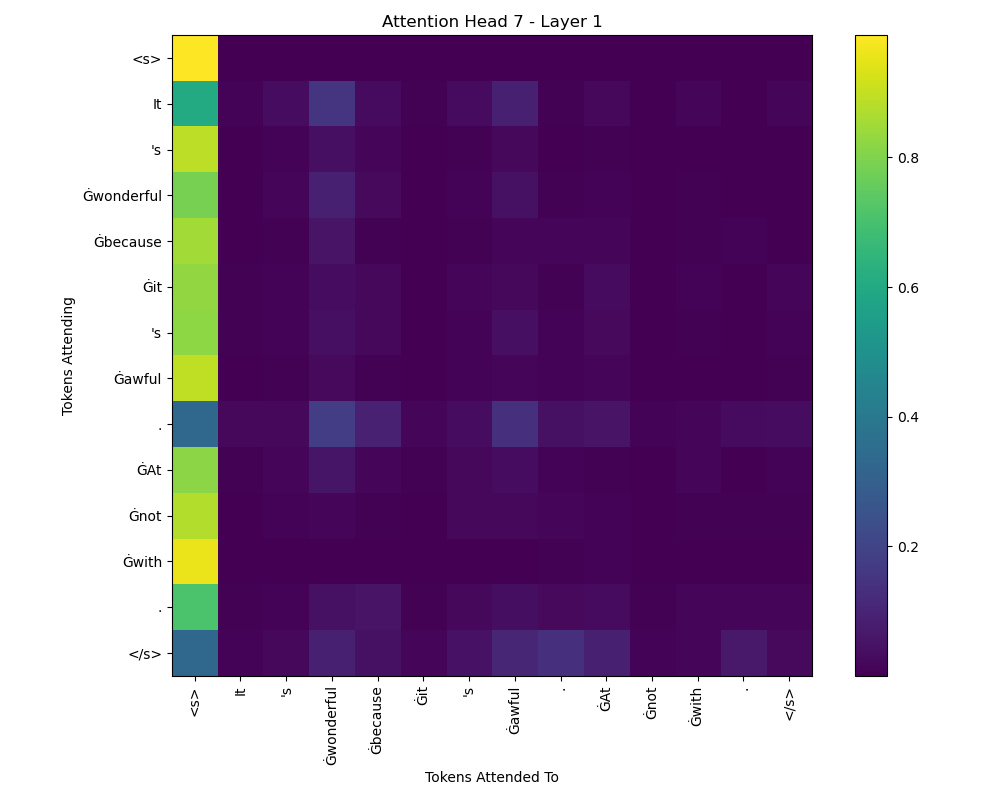 Attention Head 7 - Layer 1
<s>
It
's
Ġwonderful
Ġbecause
Ġit
's
Ġawful
.
ĠAt
Ġnot
Ġwith
.
</s>
Tokens Attending
<s>
It
's
Ġwonderful
Ġbecause
Ġit
's
Ġawful
.
ĠAt
Ġnot
Ġwith
.
</s>
Tokens Attended To
0.8
0.6
0.4
0.2